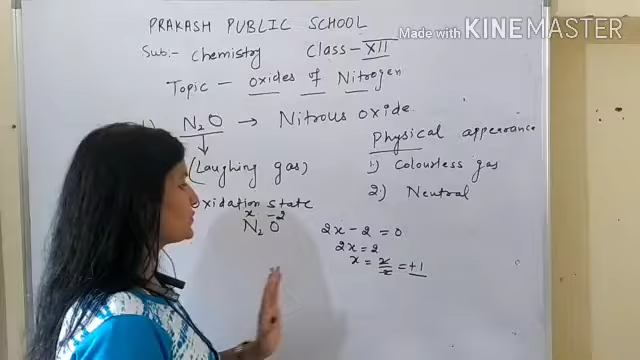 PRAKASH PUBLIC SCHOOL
Made with KINEMASTER
Sub:- Chemistry Class - XII
Topic - Oxides of Nitrogen
1) N₂O → Nitrous oxide
↓
(Laughing gas)
Physical appearance
1) Colourless gas
2) Neutral
Oxidation state
x -2
N₂ O
2x - 2 = 0
2x = 2
x = 2/2 = +1